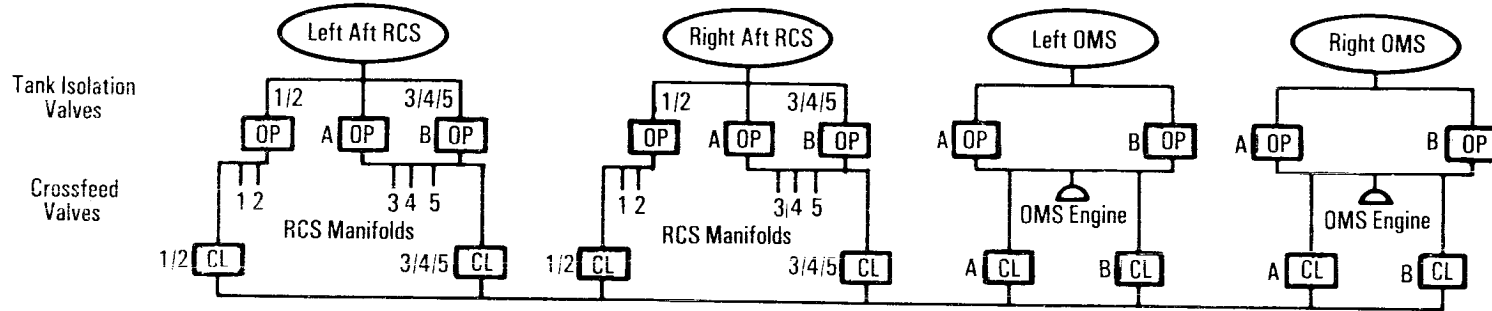 Left Aft RCS
Right Aft RCS
Left OMS
Right OMS
Tank Isolation
Valves
1/2
3/4/5
1/2
3/4/5
OP
A OP
B OP
OP
A OP
B OP
A OP
B OP
A OP
B OP
Crossfeed
Valves
1 2
3 4 5
1 2
3 4 5
OMS Engine
OMS Engine
RCS Manifolds
RCS Manifolds
1/2 CL
3/4/5 CL
1/2 CL
3/4/5 CL
A CL
B CL
A CL
B CL